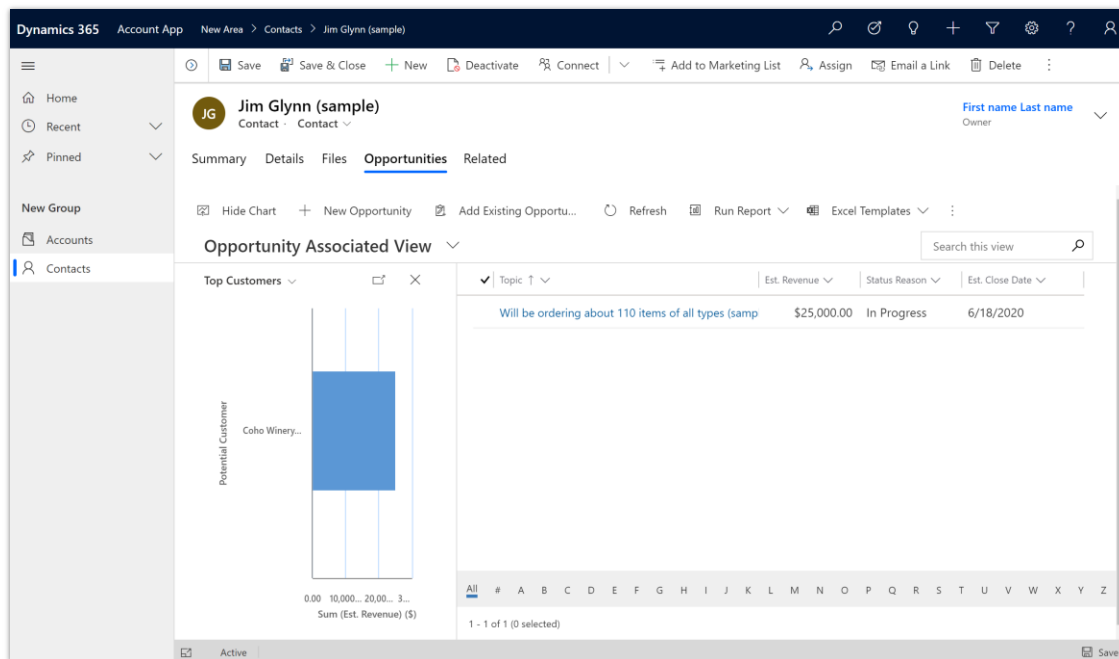 Dynamics 365 Account App New Area > Contacts > Jim Glynn (sample)
Save Save & Close New Deactivate Connect Add to Marketing List Assign Email a Link Delete
Home
Recent
Pinned
New Group
Accounts
Contacts
JG
Jim Glynn (sample)
Contact · Contact
First name Last name
Owner
Summary Details Files Opportunities Related
Hide Chart New Opportunity Add Existing Opportu... Refresh Run Report Excel Templates
Opportunity Associated View
Search this view
Top Customers
Potential Customer
Coho Winery...
0.00 10,000... 20,00... 3...
Sum (Est. Revenue) ($)
Topic ↑ Est. Revenue Status Reason Est. Close Date
Will be ordering about 110 items of all types (samp $25,000.00 In Progress 6/18/2020
All # A B C D E F G H I J K L M N O P Q R S T U V W X Y Z
1 - 1 of 1 (0 selected)
Active Save